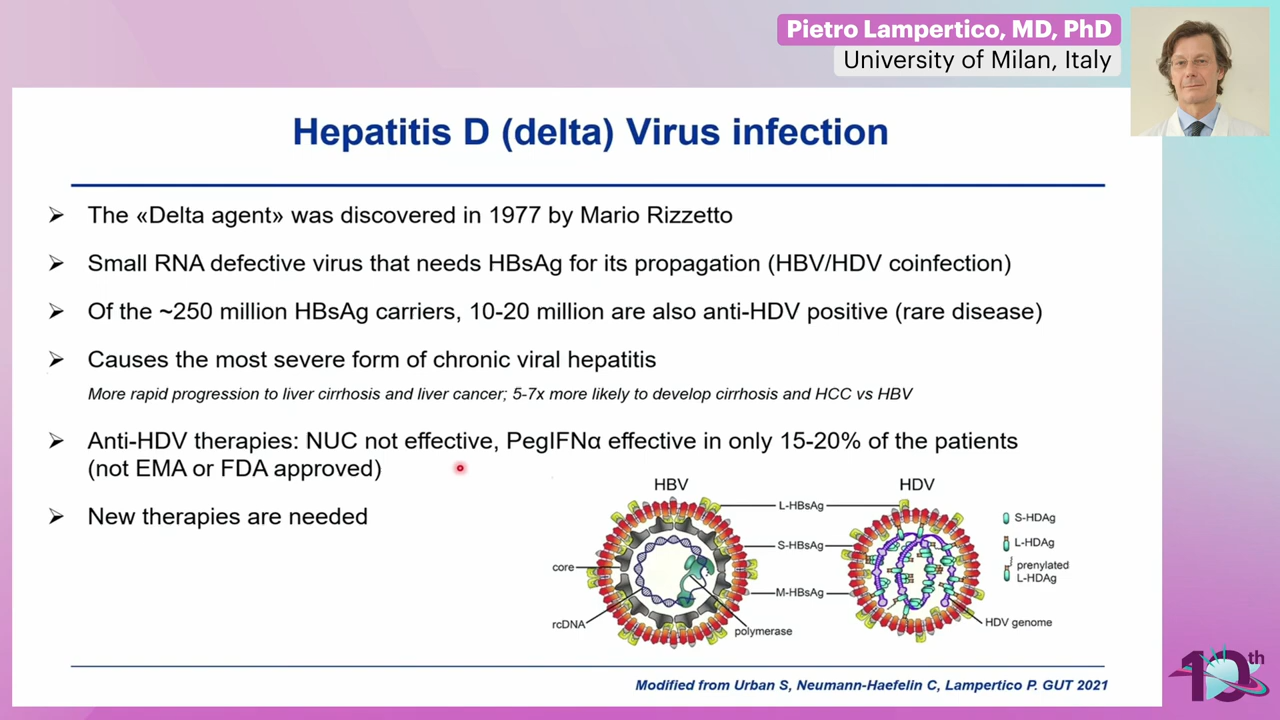 Pietro Lampertico, MD, PhD
University of Milan, Italy
Hepatitis D (delta) Virus infection
➢ The «Delta agent» was discovered in 1977 by Mario Rizzetto
➢ Small RNA defective virus that needs HBsAg for its propagation (HBV/HDV coinfection)
➢ Of the ~250 million HBsAg carriers, 10-20 million are also anti-HDV positive (rare disease)
➢ Causes the most severe form of chronic viral hepatitis
More rapid progression to liver cirrhosis and liver cancer; 5-7x more likely to develop cirrhosis and HCC vs HBV
➢ Anti-HDV therapies: NUC not effective, PegIFNα effective in only 15-20% of the patients
(not EMA or FDA approved)
➢ New therapies are needed
HBV
HDV
L-HBsAg
S-HBsAg
M-HBsAg
core
rcDNA
polymerase
S-HDAg
L-HDAg
prenylated
L-HDAg
HDV genome
Modified from Urban S, Neumann-Haefelin C, Lampertico P. GUT 2021
10th